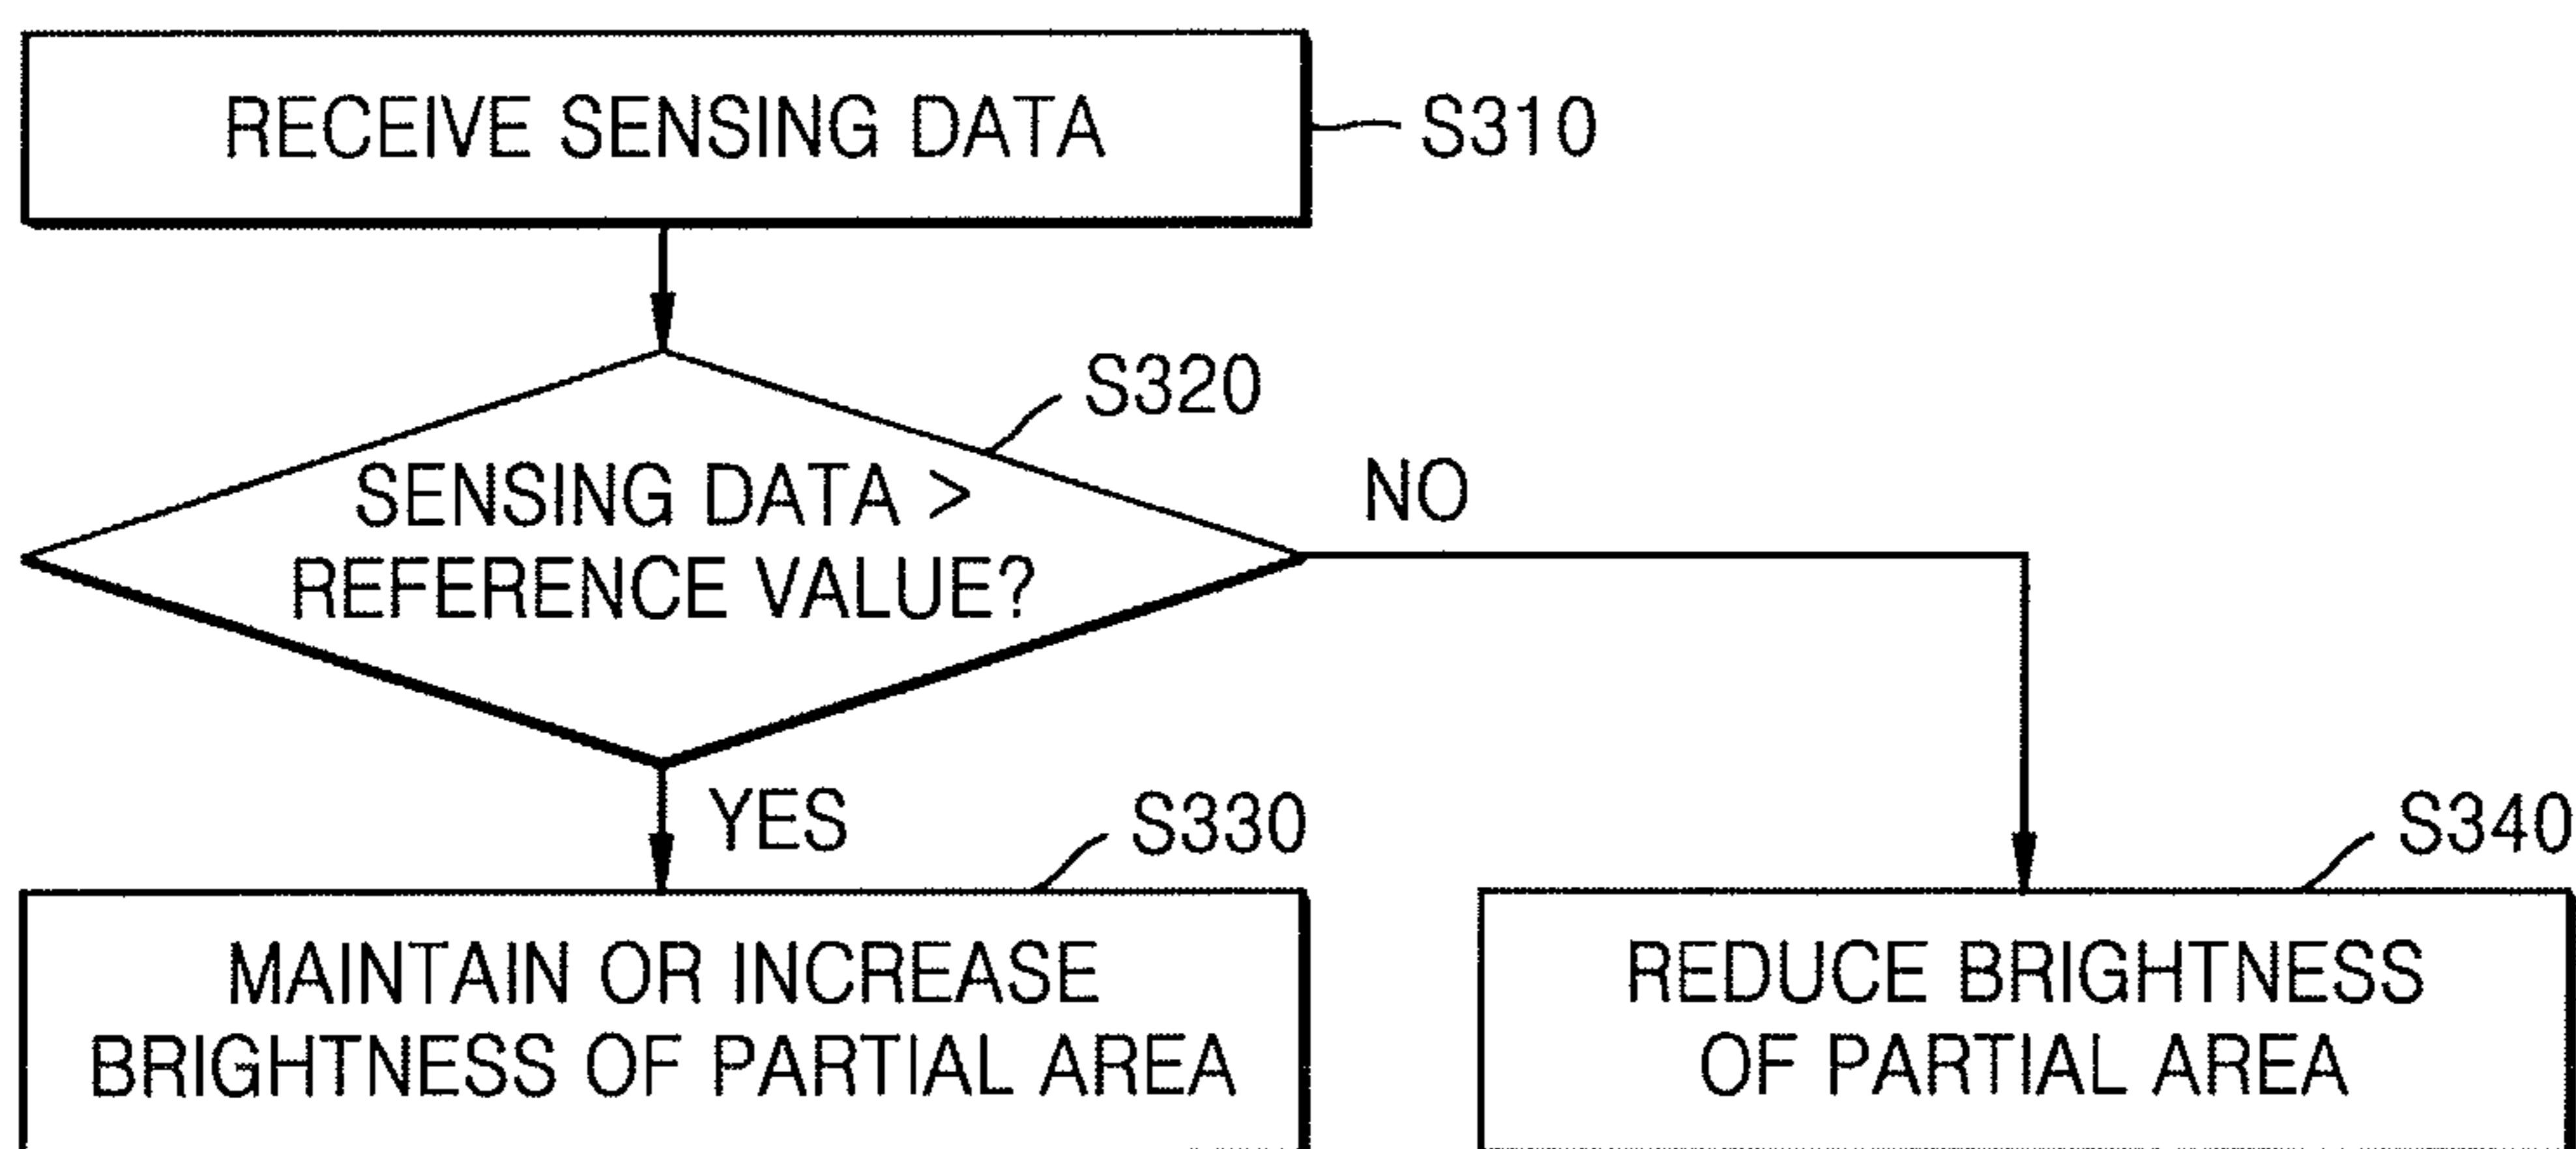 RECEIVE SENSING DATA
S310
S320
SENSING DATA >
REFERENCE VALUE?
NO
YES
S330
S340
MAINTAIN OR INCREASE
BRIGHTNESS OF PARTIAL AREA
REDUCE BRIGHTNESS
OF PARTIAL AREA